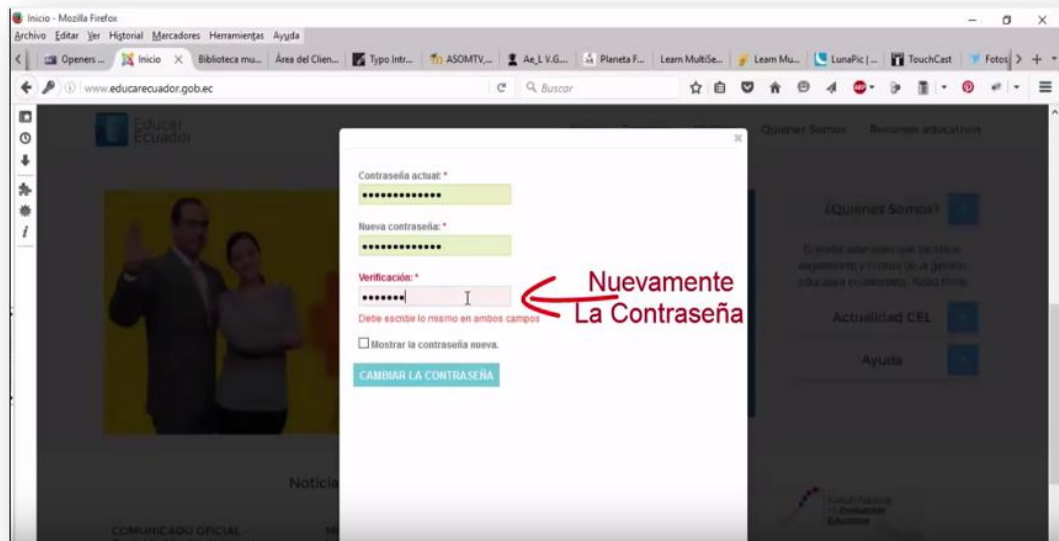 Inicio - Mozilla Firefox
Archivo Editar Ver Historial Marcadores Herramientas Ayuda
Openers ... Inicio Biblioteca mu... Área del Clien... Typo Intr... ASOMTV,... Ae_L V.G.... Planeta F... Learn MultiSe... Learn Mu... LunaPic | ... TouchCast Fotos
www.educarecuador.gob.ec Buscar
Educar
Ecuador
Quienes Somos Recursos educativos
Contraseña actual: *
Nueva contraseña: *
Verificación: *
Debe escribir lo mismo en ambos campos
Mostrar la contraseña nueva.
CAMBIAR LA CONTRASEÑA
Nuevamente
La Contraseña
¿Quienes Somos?
Actualidad CEL
Ayuda
Noticia
COMUNICADO OFICIAL